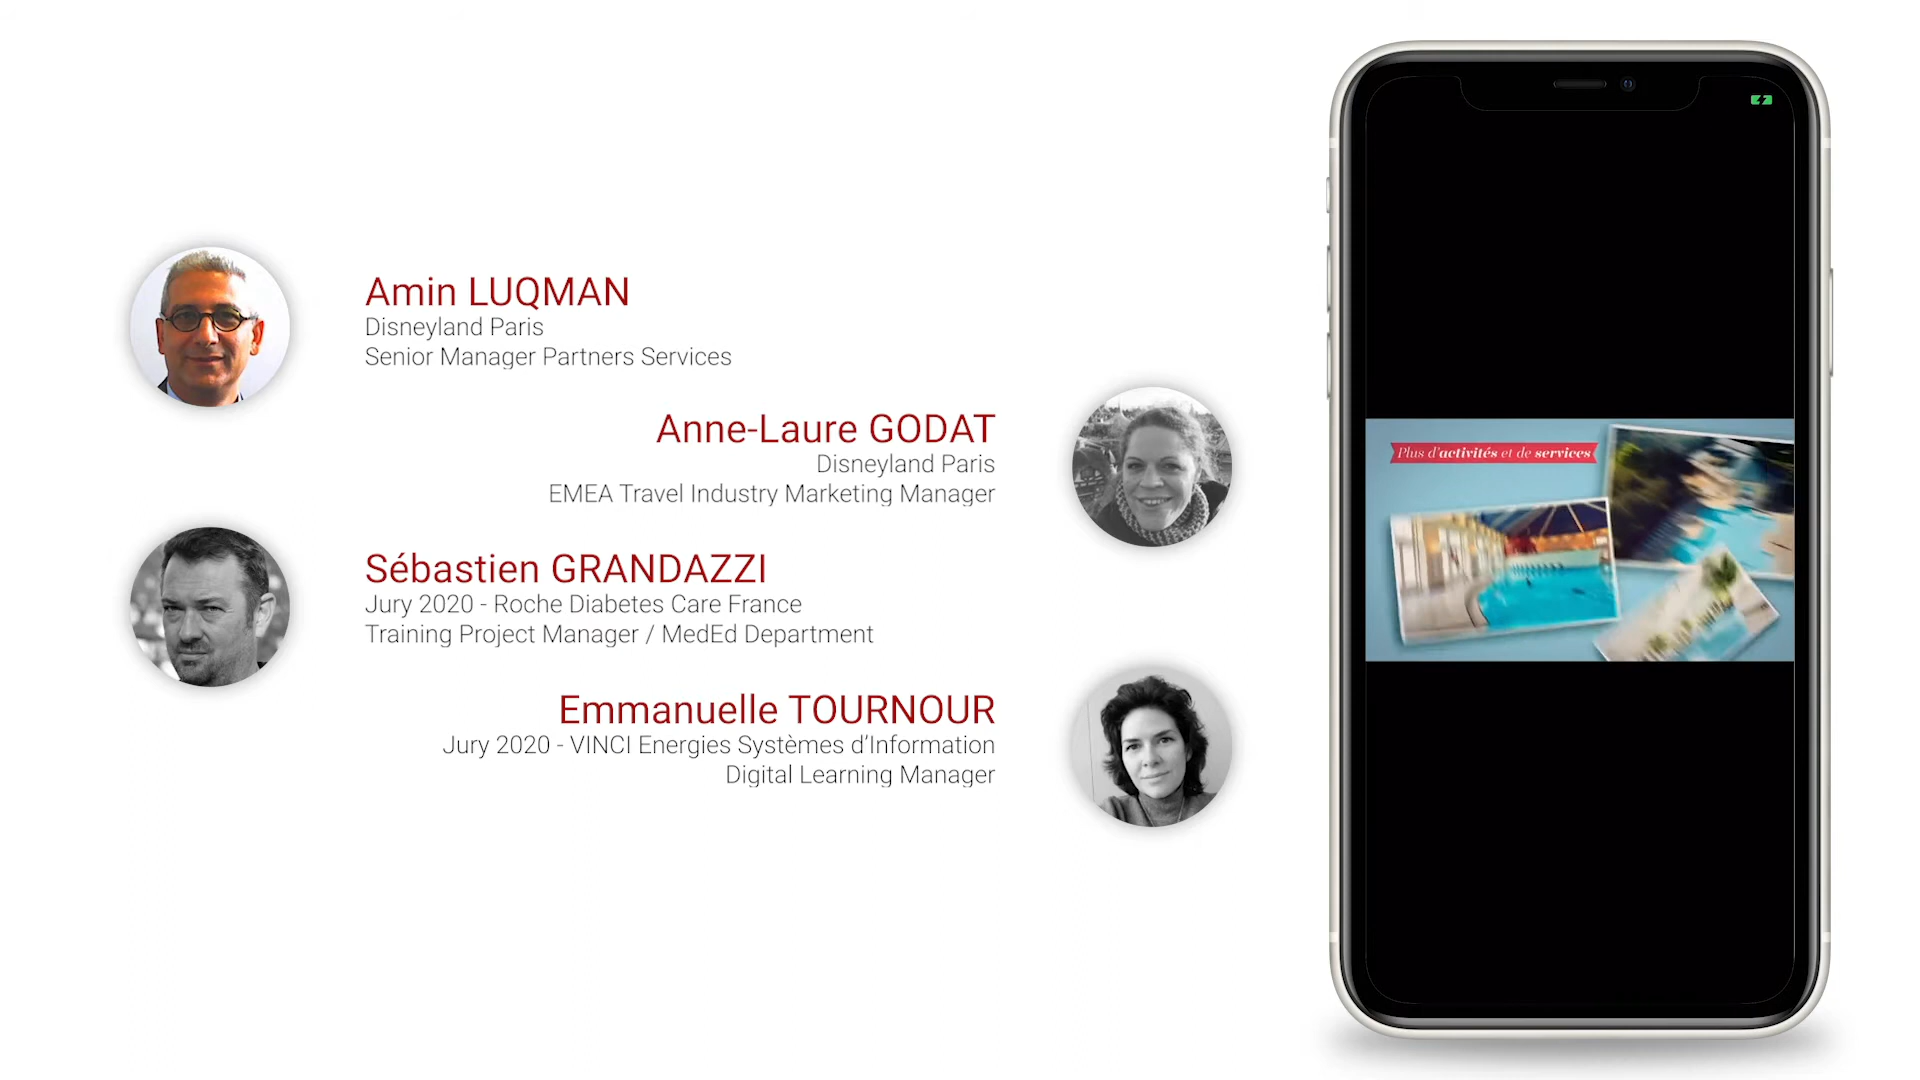 Amin LUQMAN
Disneyland Paris
Senior Manager Partners Services
Anne-Laure GODAT
Disneyland Paris
EMEA Travel Industry Marketing Manager
Sébastien GRANDAZZI
Jury 2020 - Roche Diabetes Care France
Training Project Manager / MedEd Department
Emmanuelle TOURNOUR
Jury 2020 - VINCI Energies Systèmes d’Information
Digital Learning Manager
Plus d'activités et de services